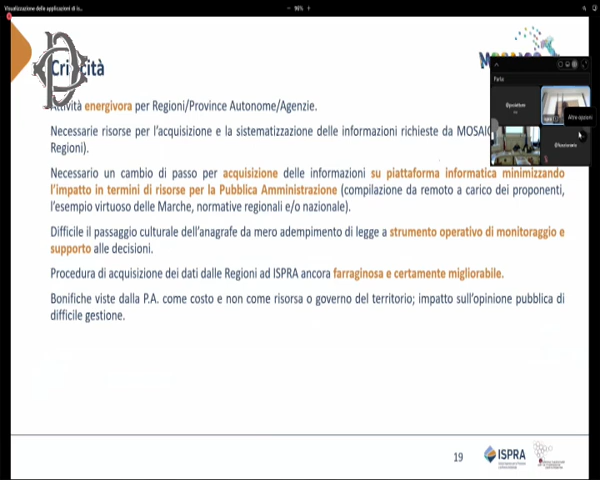 Visualizzazione delle applicazioni di is...
96%
Criticità
MOSAICO
Attività energivora per Regioni/Province Autonome/Agenzie.
Necessarie risorse per l'acquisizione e la sistematizzazione delle informazioni richieste da MOSAIC
Regioni).
Necessario un cambio di passo per acquisizione delle informazioni su piattaforma informatica minimizzando
l'impatto in termini di risorse per la Pubblica Amministrazione (compilazione da remoto a carico dei proponenti,
l'esempio virtuoso delle Marche, normative regionali e/o nazionale).
Difficile il passaggio culturale dell'anagrafe da mero adempimento di legge a strumento operativo di monitoraggio e
supporto alle decisioni.
Procedura di acquisizione dei dati dalle Regioni ad ISPRA ancora farraginosa e certamente migliorabile.
Bonifiche viste dalla P.A. come costo e non come risorsa o governo del territorio; impatto sull'opinione pubblica di
difficile gestione.
Altre opzioni
19
ISPRA